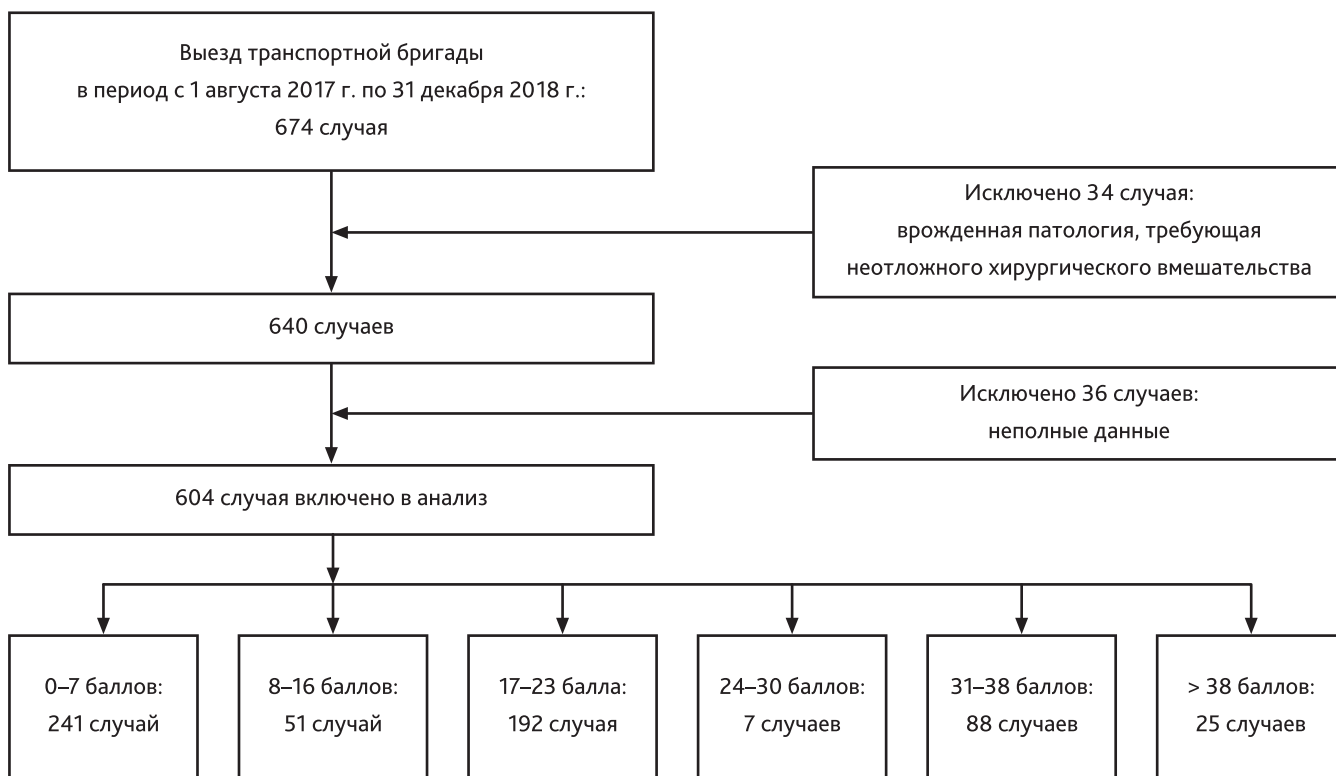 Выезд транспортной бригады
в период с 1 августа 2017 г. по 31 декабря 2018 г.:
674 случая
Исключено 34 случая:
врожденная патология, требующая
неотложного хирургического вмешательства
640 случаев
Исключено 36 случаев:
неполные данные
604 случая включено в анализ
0–7 баллов:
241 случай
8–16 баллов:
51 случай
17–23 балла:
192 случая
24–30 баллов:
7 случаев
31–38 баллов:
88 случаев
> 38 баллов:
25 случаев